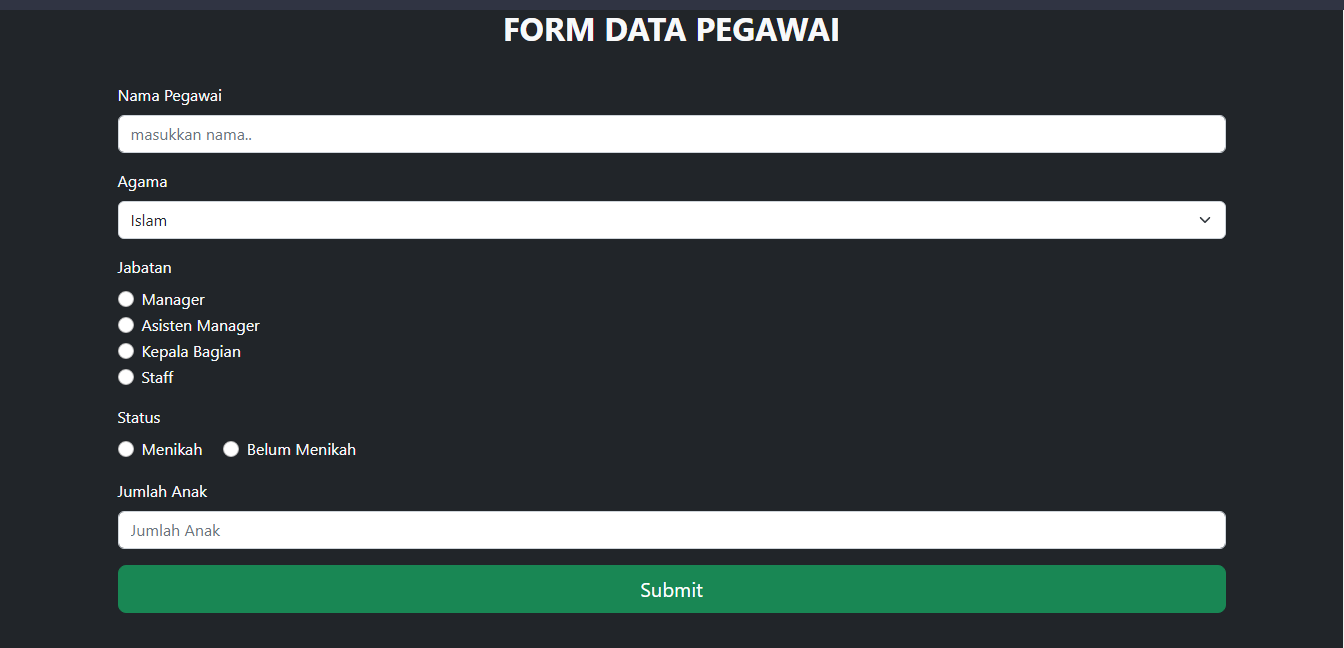 FORM DATA PEGAWAI
Nama Pegawai
masukkan nama..
Agama
Islam
Jabatan
Manager
Asisten Manager
Kepala Bagian
Staff
Status
Menikah Belum Menikah
Jumlah Anak
Jumlah Anak
Submit